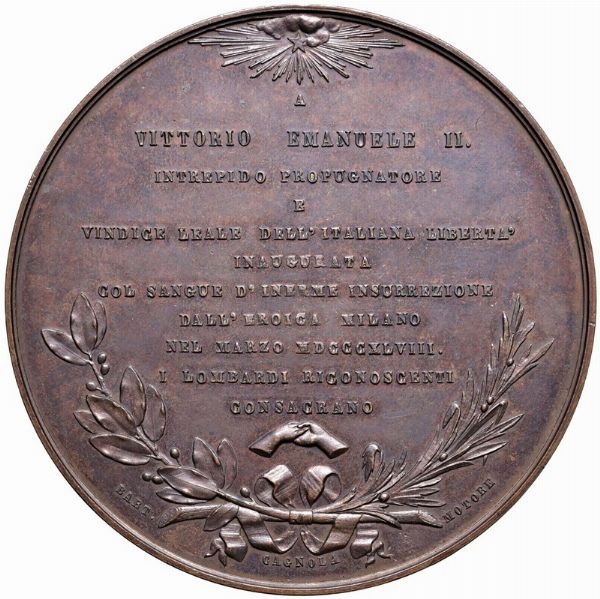 A
VITTORIO EMANUELE II.
INTREPIDO PROPUGNATORE
E
VINDICE LEALE DELL' ITALIANA LIBERTA'
INAUGURATA
COL SANGUE D' INERME INSURREZIONE
DALL' EROICA MILANO
NEL MARZO MDCCCXLVIII.
I LOMBARDI RICONOSCENTI
CONSACRANO
BART. CAGNOLA MOTORE